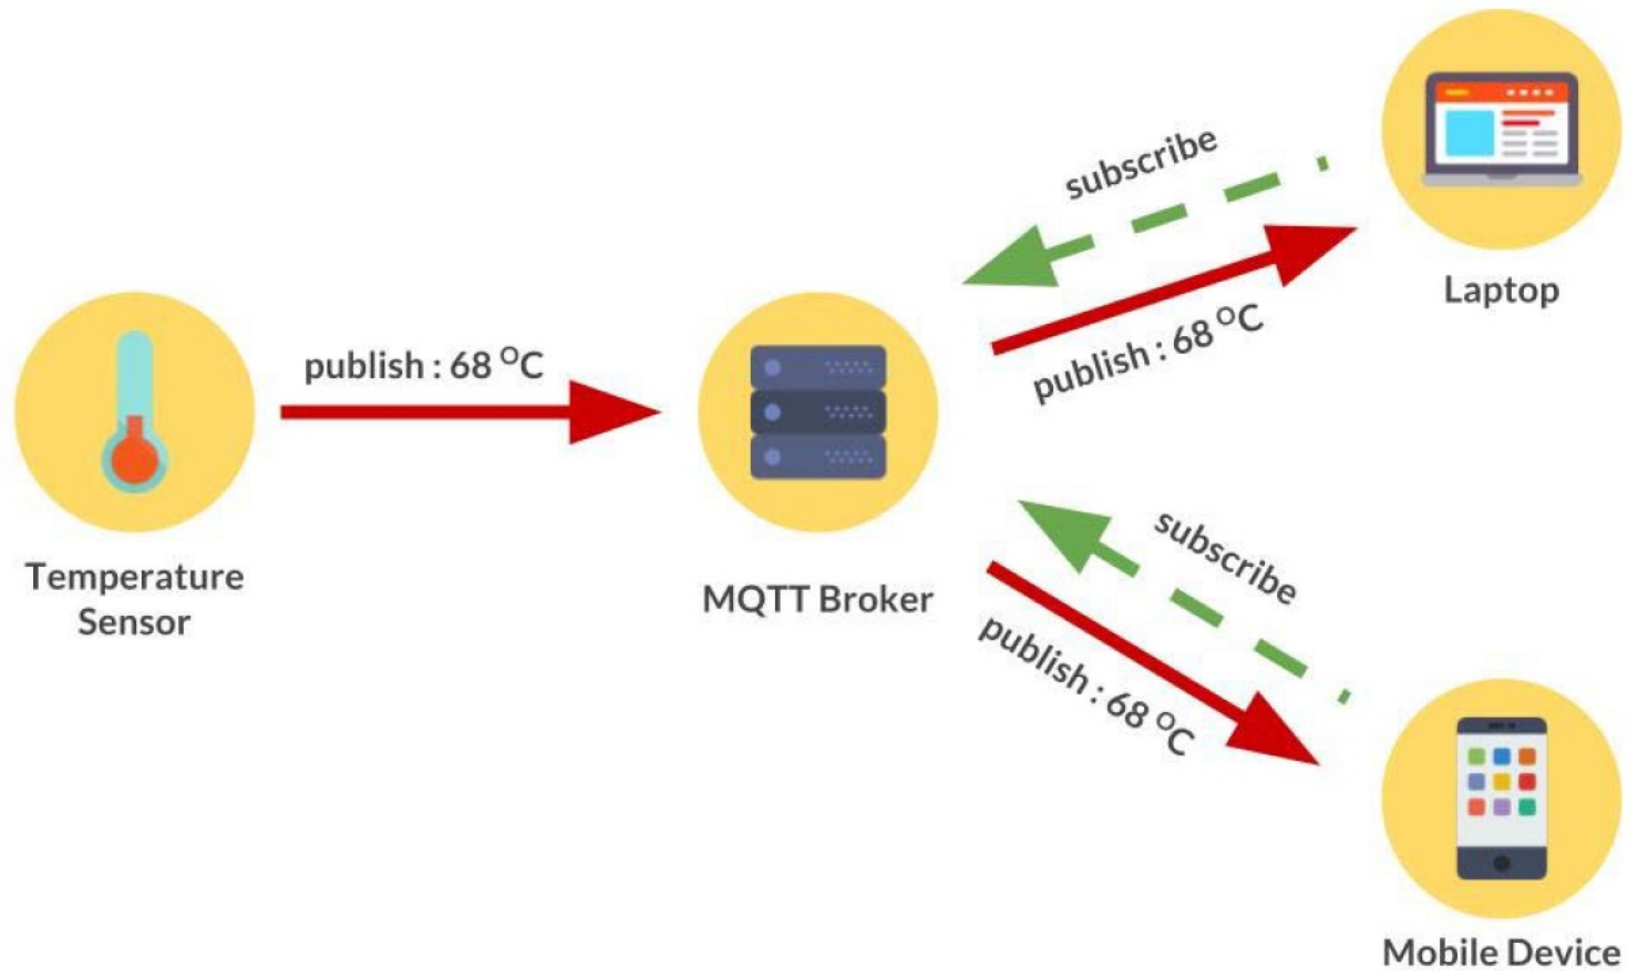 subscribe
publish : 68 °C
Laptop
publish : 68 °C
Temperature
Sensor
MQTT Broker
subscribe
publish : 68 °C
Mobile Device